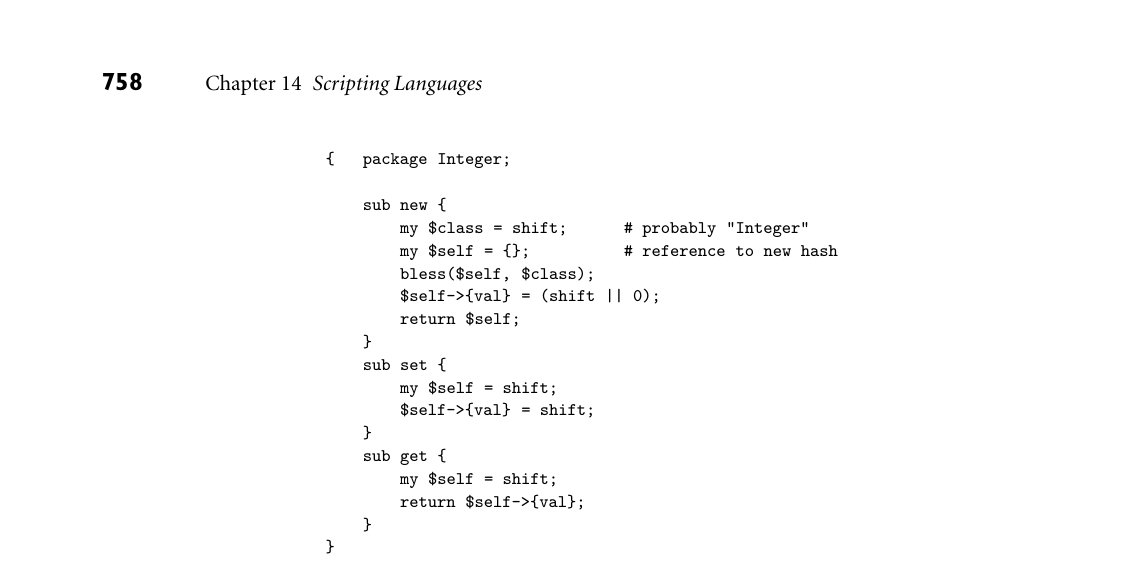 758 Chapter 14 Scripting Languages
{   package Integer;
    sub new {
        my $class = shift;      # probably "Integer"
        my $self = {};          # reference to new hash
        bless($self, $class);
        $self->{val} = (shift || 0);
        return $self;
    }
    sub set {
        my $self = shift;
        $self->{val} = shift;
    }
    sub get {
        my $self = shift;
        return $self->{val};
    }
}